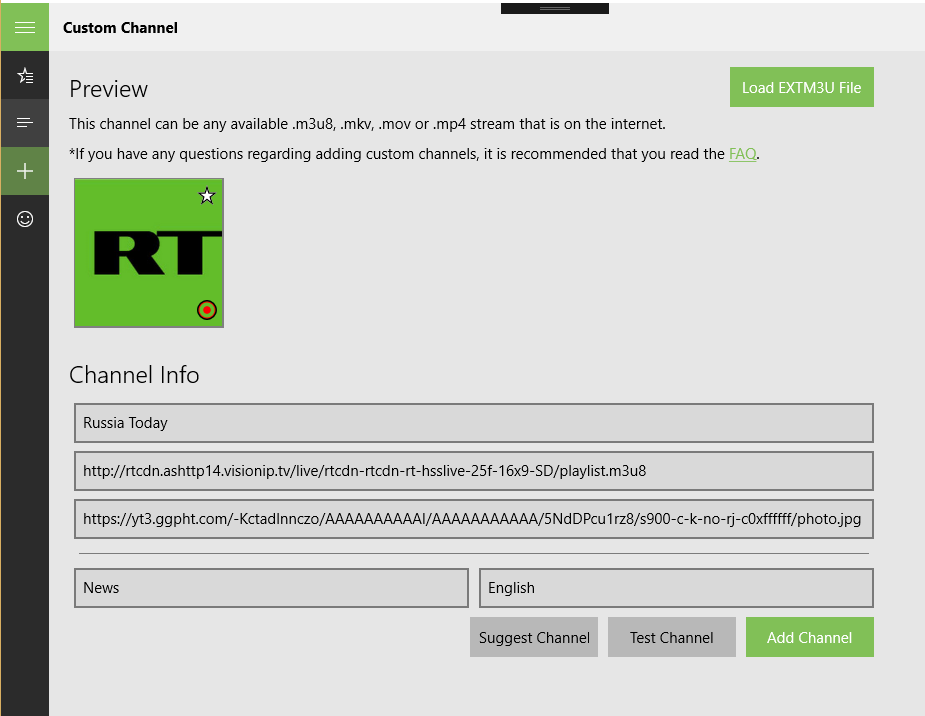 Custom Channel
Preview
Load EXTM3U File
This channel can be any available .m3u8, .mkv, .mov or .mp4 stream that is on the internet.
*If you have any questions regarding adding custom channels, it is recommended that you read the FAQ.
RT
Channel Info
Russia Today
http://rtcdn.ashttp14.visionip.tv/live/rtcdn-rtcdn-rt-hsslive-25f-16x9-SD/playlist.m3u8
https://yt3.ggpht.com/-KctadInnczo/AAAAAAAAAAI/AAAAAAAAAAA/5NdDPcu1rz8/s900-c-k-no-rj-c0xffffff/photo.jpg
News
English
Suggest Channel
Test Channel
Add Channel